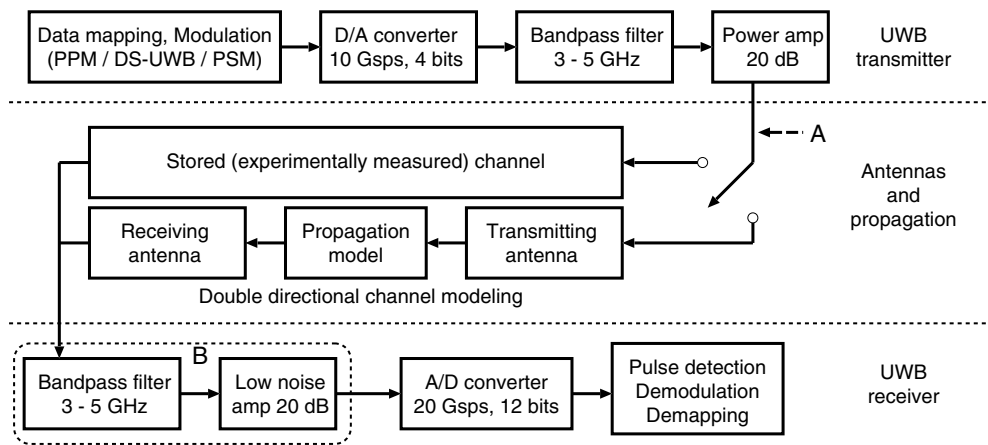 Data mapping, Modulation
(PPM / DS-UWB / PSM)
D/A converter
10 Gsps, 4 bits
Bandpass filter
3 - 5 GHz
Power amp
20 dB
UWB
transmitter
A
Stored (experimentally measured) channel
Antennas
and
propagation
Receiving
antenna
Propagation
model
Transmitting
antenna
Double directional channel modeling
B
Bandpass filter
3 - 5 GHz
Low noise
amp 20 dB
A/D converter
20 Gsps, 12 bits
Pulse detection
Demodulation
Demapping
UWB
receiver